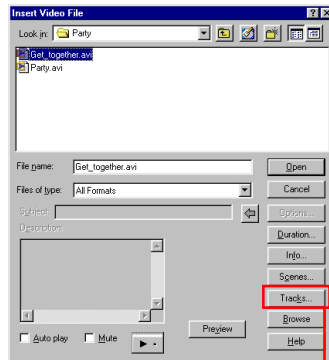 Insert Video File
Look in: Party
Get_together.avi
Party.avi
File name: Get_together.avi Open
Files of type: All Formats Cancel
Subject: Options...
Description: Duration...
Info...
Scenes...
Tracks...
Browse
Auto play Mute Preview Help